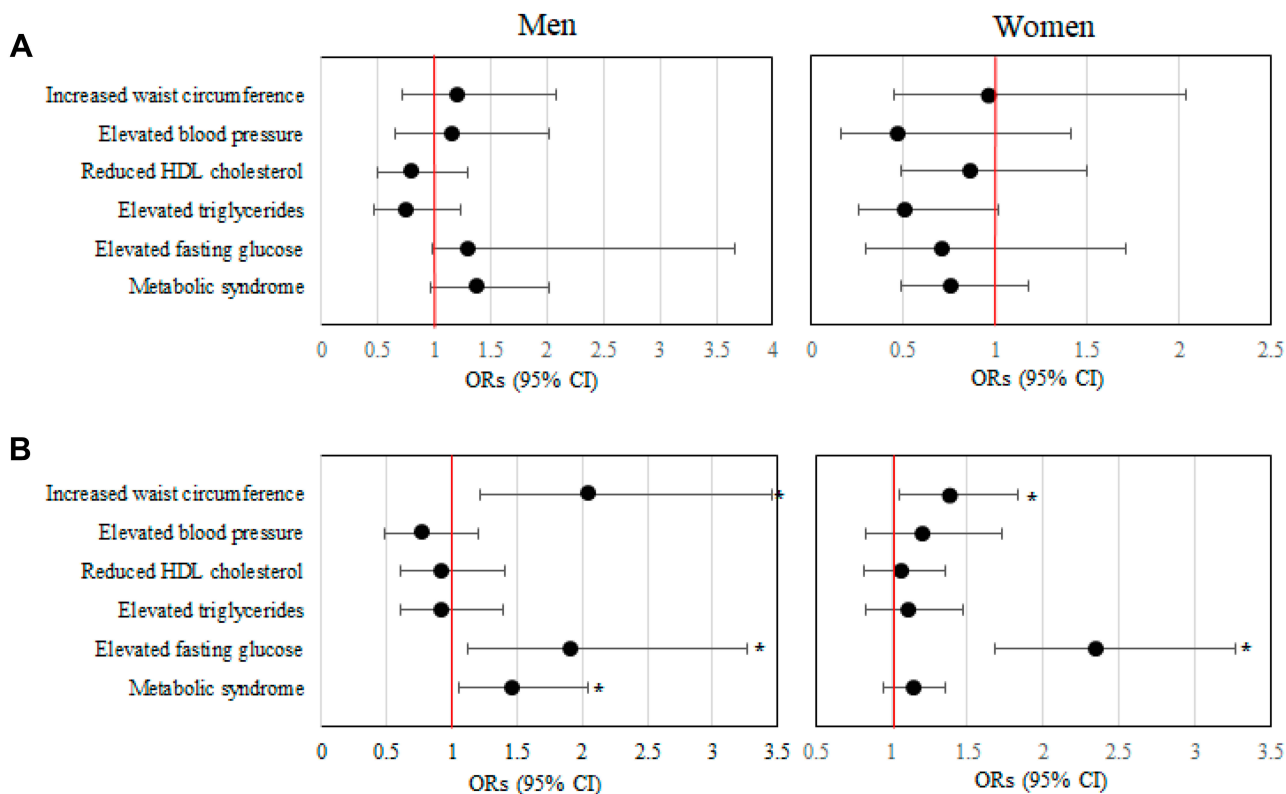 Men
Women
A
Increased waist circumference
Elevated blood pressure
Reduced HDL cholesterol
Elevated triglycerides
Elevated fasting glucose
Metabolic syndrome
0 0.5 1 1.5 2 2.5 3 3.5 4
ORs (95% CI)
0 0.5 1 1.5 2 2.5
ORs (95% CI)
B
Increased waist circumference * *
Elevated blood pressure
Reduced HDL cholesterol
Elevated triglycerides
Elevated fasting glucose * *
Metabolic syndrome *
0 0.5 1 1.5 2 2.5 3 3.5
ORs (95% CI)
0.5 1 1.5 2 2.5 3 3.5
ORs (95% CI)